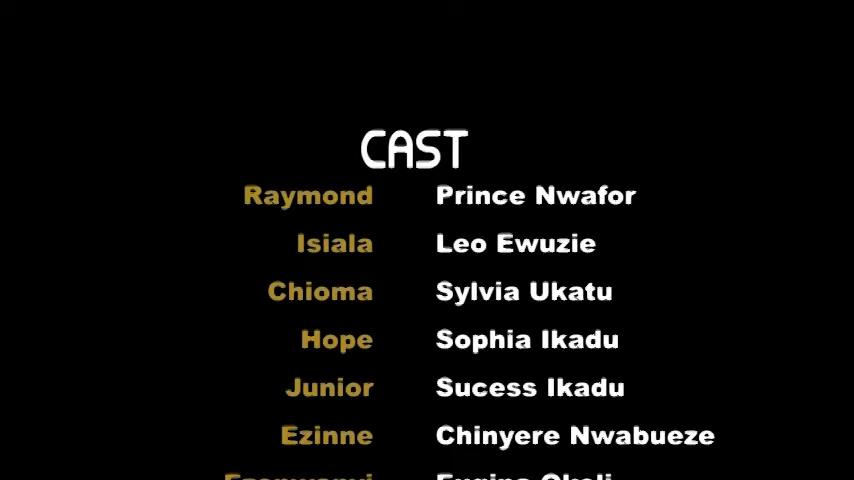 CAST
Raymond Prince Nwafor
Isiala Leo Ewuzie
Chioma Sylvia Ukatu
Hope Sophia Ikadu
Junior Sucess Ikadu
Ezinne Chinyere Nwabueze